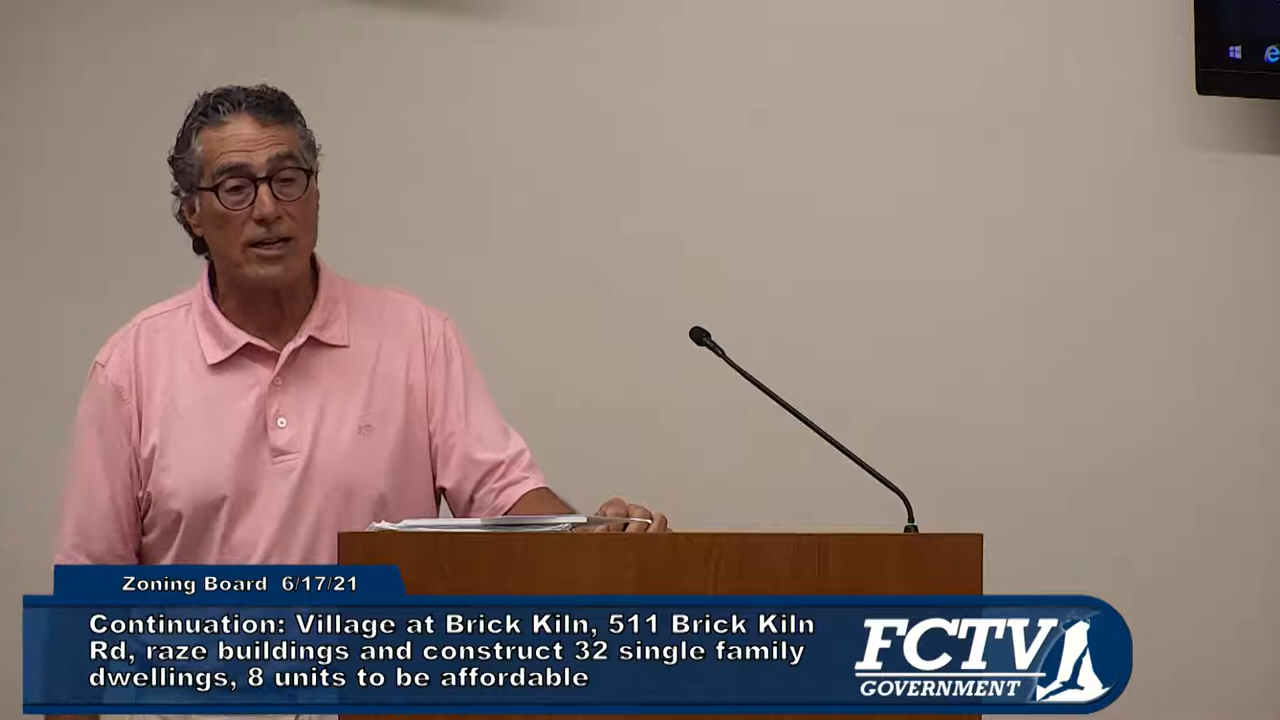 Zoning Board 6/17/21
Continuation: Village at Brick Kiln, 511 Brick Kiln
Rd, raze buildings and construct 32 single family
dwellings, 8 units to be affordable
FCTV
GOVERNMENT